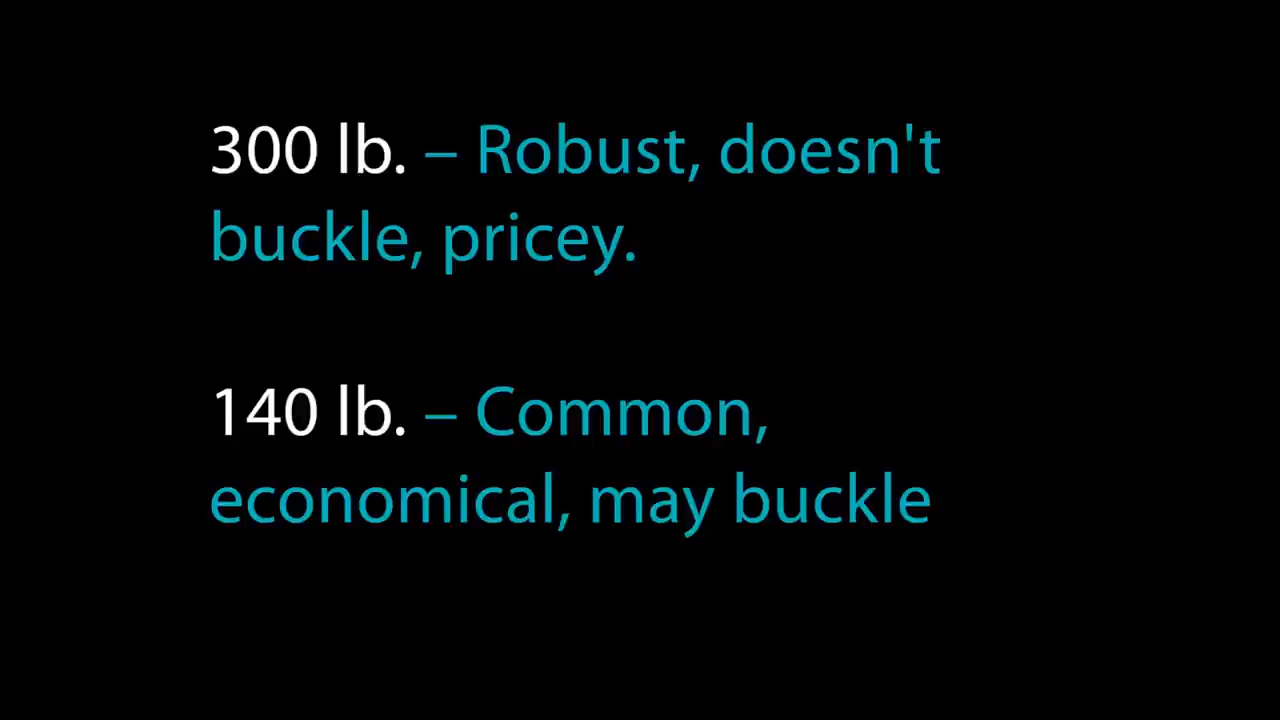 300 lb. – Robust, doesn't
buckle, pricey.
140 lb. – Common,
economical, may buckle